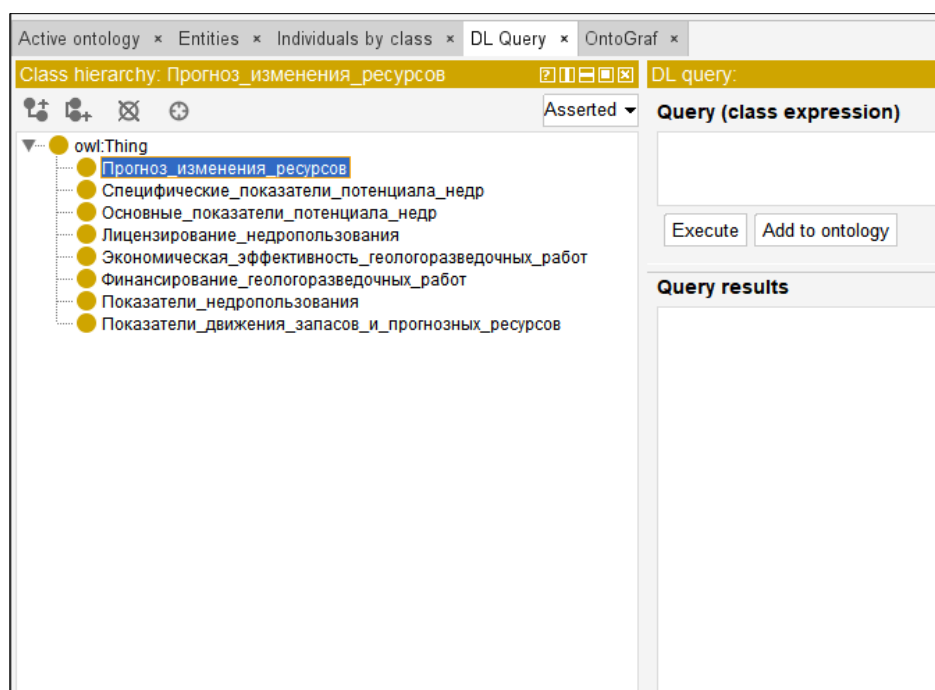 Active ontology × Entities × Individuals by class × DL Query × OntoGraf ×
Class hierarchy: Прогноз_изменения_ресурсов
DL query:
Asserted
Query (class expression)
owl:Thing
Прогноз_изменения_ресурсов
Специфические_показатели_потенциала_недр
Основные_показатели_потенциала_недр
Лицензирование_недропользования
Экономическая_эффективность_геологоразведочных_работ
Финансирование_геологоразведочных_работ
Показатели_недропользования
Показатели_движения_запасов_и_прогнозных_ресурсов
Execute
Add to ontology
Query results